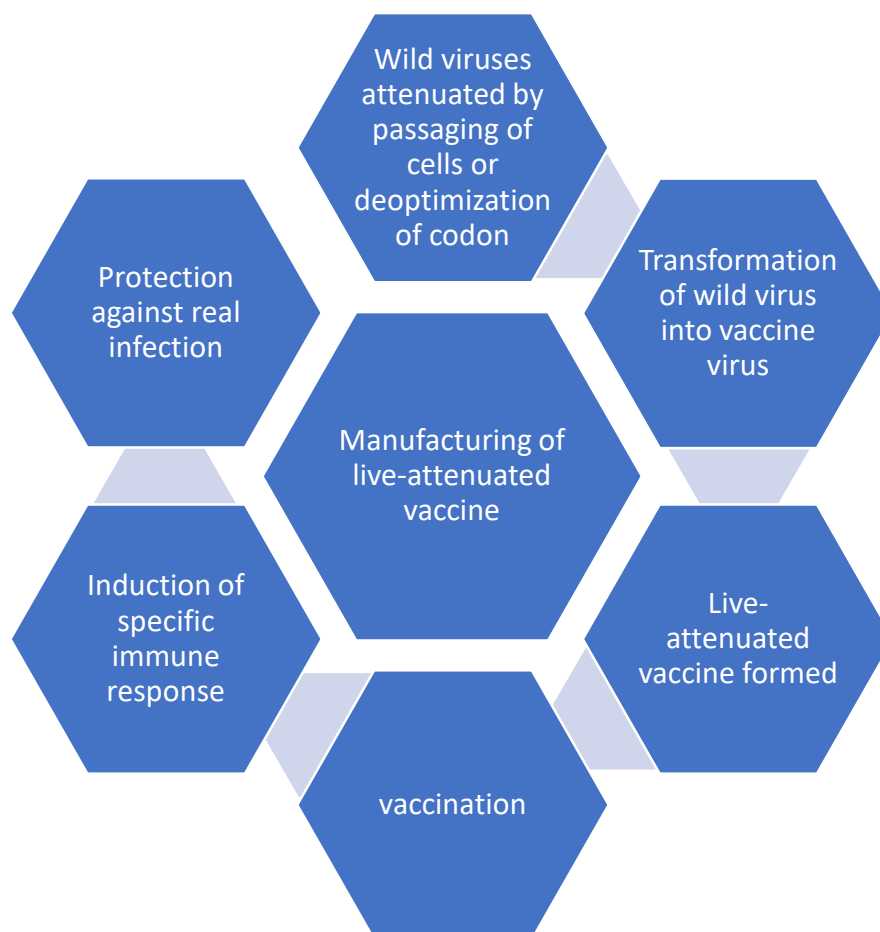 Wild viruses
attenuated by
passaging of
cells or
deoptimization
of codon
Transformation
of wild virus
into vaccine
virus
Live-
attenuated
vaccine formed
vaccination
Induction of
specific
immune
response
Protection
against real
infection
Manufacturing of
live-attenuated
vaccine